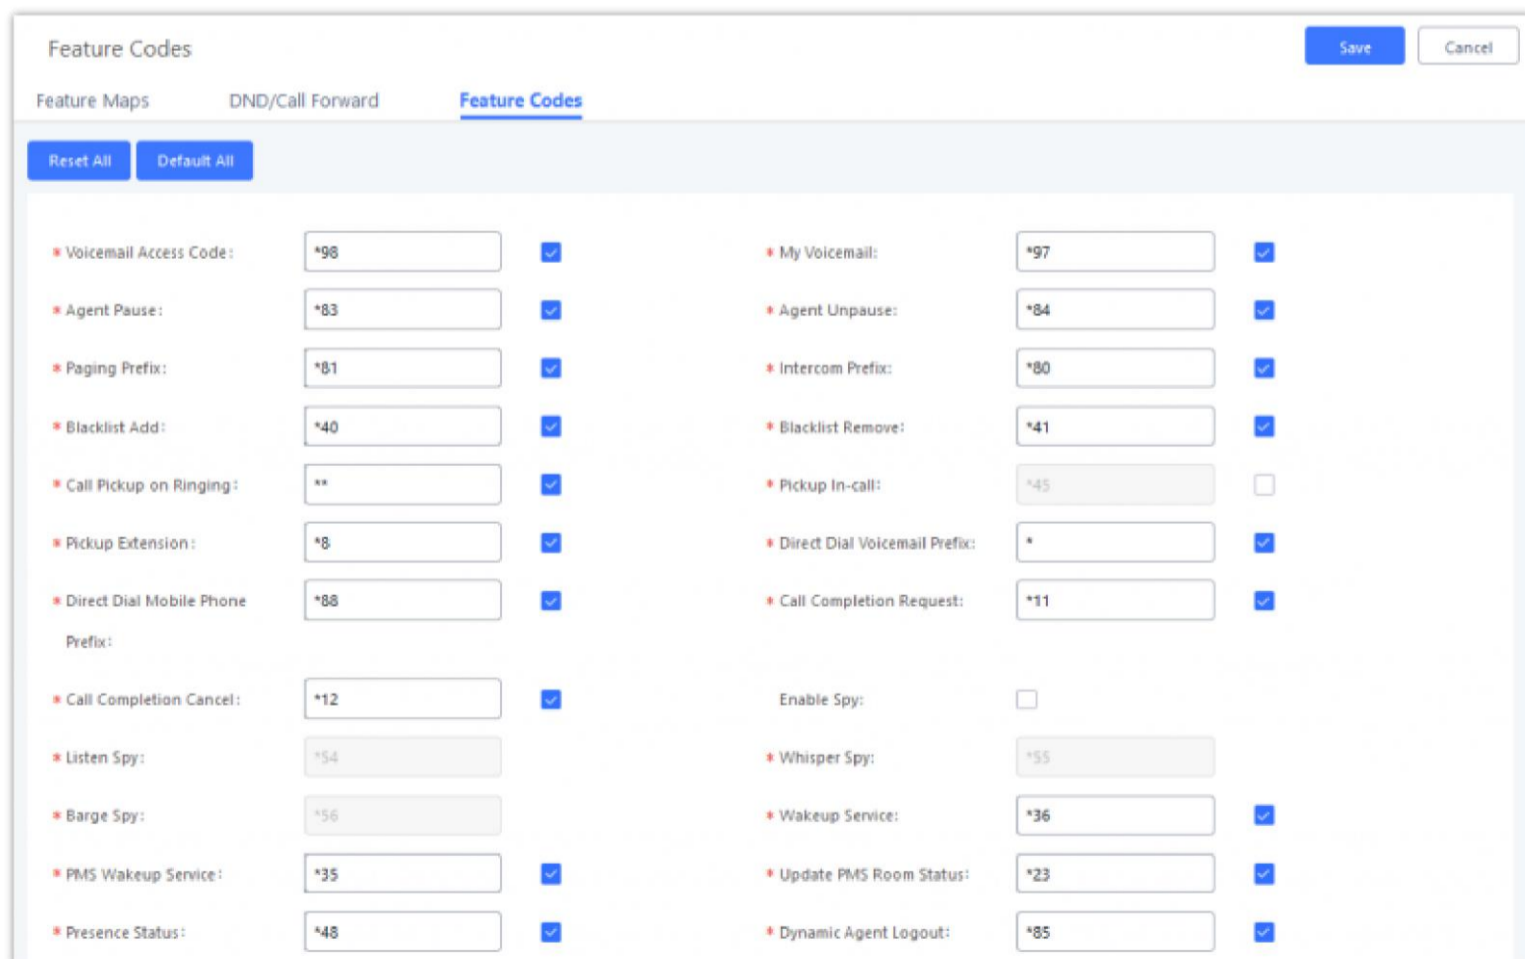 Feature Codes
Save
Cancel
Feature Maps
DND/Call Forward
Feature Codes
Reset All
Default All
* Voicemail Access Code: *98
* My Voicemail: *97
* Agent Pause: *83
* Agent Unpause: *84
* Paging Prefix: *81
* Intercom Prefix: *80
* Blacklist Add: *40
* Blacklist Remove: *41
* Call Pickup on Ringing: **
* Pickup In-call: *45
* Pickup Extension: *8
* Direct Dial Voicemail Prefix: *
* Direct Dial Mobile Phone *88
Prefix:
* Call Completion Request: *11
* Call Completion Cancel: *12
Enable Spy:
* Listen Spy: *54
* Whisper Spy: *55
* Barge Spy: *56
* Wakeup Service: *36
* PMS Wakeup Service: *35
* Update PMS Room Status: *23
* Presence Status: *48
* Dynamic Agent Logout: *85